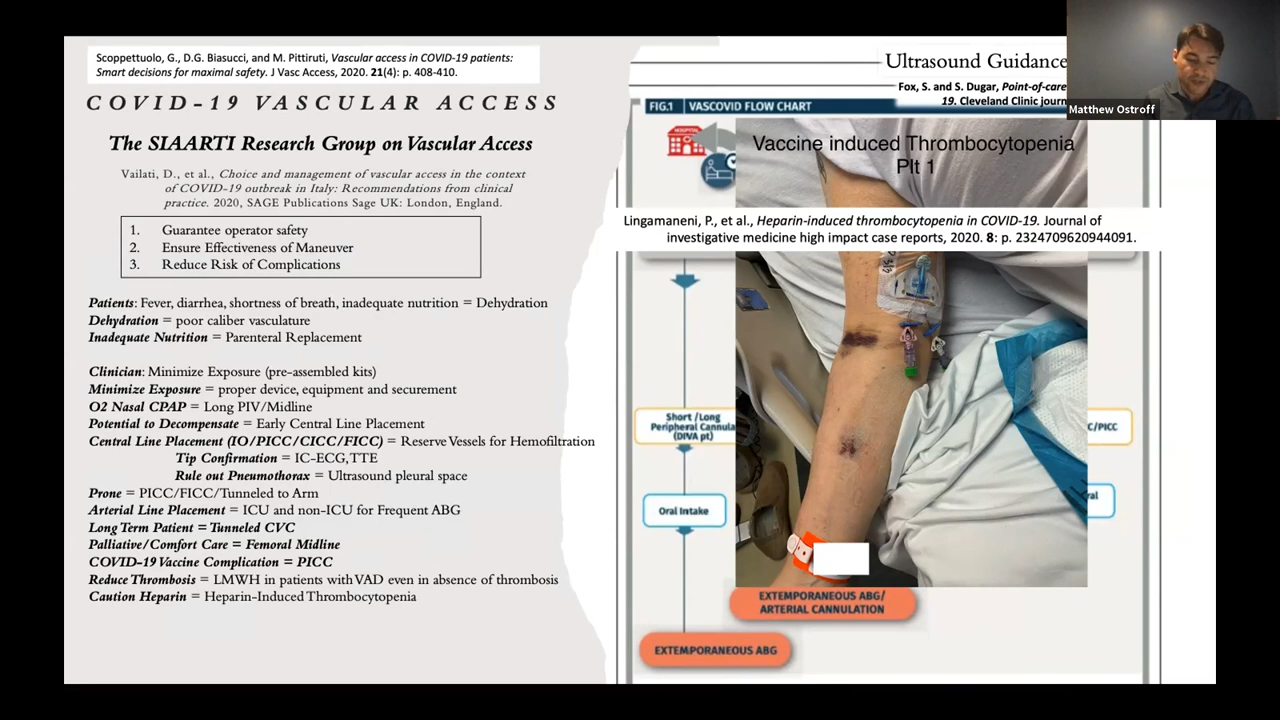 Scoppettuolo, G., D.G. Biasucci, and M. Pittiruti, Vascular access in COVID-19 patients:
Smart decisions for maximal safety. J Vasc Access, 2020. 21(4): p. 408-410.
COVID-19 VASCULAR ACCESS
The SIAARTI Research Group on Vascular Access
Vailati, D., et al., Choice and management of vascular access in the context
of COVID-19 outbreak in Italy: Recommendations from clinical
practice. 2020, SAGE Publications Sage UK: London, England.
1. Guarantee operator safety
2. Ensure Effectiveness of Maneuver
3. Reduce Risk of Complications
Patients: Fever, diarrhea, shortness of breath, inadequate nutrition = Dehydration
Dehydration = poor caliber vasculature
Inadequate Nutrition = Parenteral Replacement
Clinician: Minimize Exposure (pre-assembled kits)
Minimize Exposure = proper device, equipment and securement
O2 Nasal CPAP = Long PIV/Midline
Potential to Decompensate = Early Central Line Placement
Central Line Placement (IO/PICC/CICC/FICC) = Reserve Vessels for Hemofiltration
Tip Confirmation = IC-ECG, TTE
Rule out Pneumothorax = Ultrasound pleural space
Prone = PICC/FICC/Tunneled to Arm
Arterial Line Placement = ICU and non-ICU for Frequent ABG
Long Term Patient = Tunneled CVC
Palliative/Comfort Care = Femoral Midline
COVID-19 Vaccine Complication = PICC
Reduce Thrombosis = LMWH in patients with VAD even in absence of thrombosis
Caution Heparin = Heparin-Induced Thrombocytopenia
Ultrasound Guidance
Fox, S. and S. Dugar, Point-of-care
19. Cleveland Clinic journ
Matthew Ostroff
FIG.1 VASCOVID FLOW CHART
HOSPITAL
Vaccine induced Thrombocytopenia
Plt 1
Lingamaneni, P., et al., Heparin-induced thrombocytopenia in COVID-19. Journal of
investigative medicine high impact case reports, 2020. 8: p. 2324709620944091.
Short /Long
Peripheral Cannula
(DIVA pt)
C/PICC
Oral Intake
ral
EXTEMPORANEOUS ABG/
ARTERIAL CANNULATION
EXTEMPORANEOUS ABG